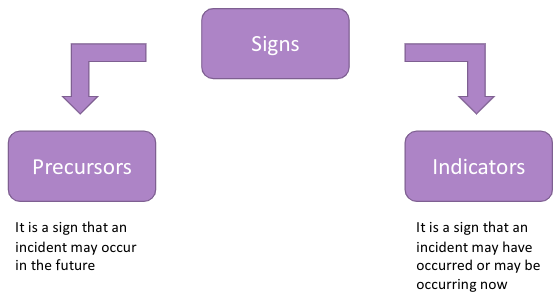 Signs
Precursors
Indicators
It is a sign that an
incident may occur
in the future
It is a sign that an
incident may have
occurred or may be
occurring now